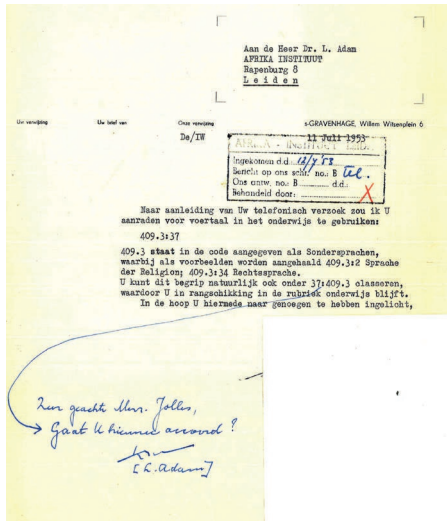 Aan de Heer Dr. L. Adam
AFRIKA INSTITUUT
Rapenburg 8
Leiden
Uw verwijzing Uw brief van Onze verwijzing 's-GRAVENHAGE, Willem Witsenplein 6
De/IW 11 Juli 1953
AFRIKA - INSTITUUT LEID.
Ingekomen d.d.: 12/7 53
Bericht op ons schr. no.: B tel.
Ons antw. no.: B d.d.:
Behandeld door: X
Naar aanleiding van Uw telefonisch verzoek zou ik U
aanraden voor voertaal in het onderwijs te gebruiken:
409.3:37
409.3 staat in de code aangegeven als Sondersprachen,
waarbij als voorbeelden worden aangehaald 409.3:2 Sprache
der Religion; 409.3:34 Rechtssprache.
U kunt dit begrip natuurlijk ook onder 37:409.3 classeren,
waardoor U in rangschikking in de rubriek onderwijs blijft.
In de hoop U hiermede naar genoegen te hebben ingelicht,
Zeer geachte Mevr. Jolles,
Gaat U hiermee accoord?
[L. Adam]